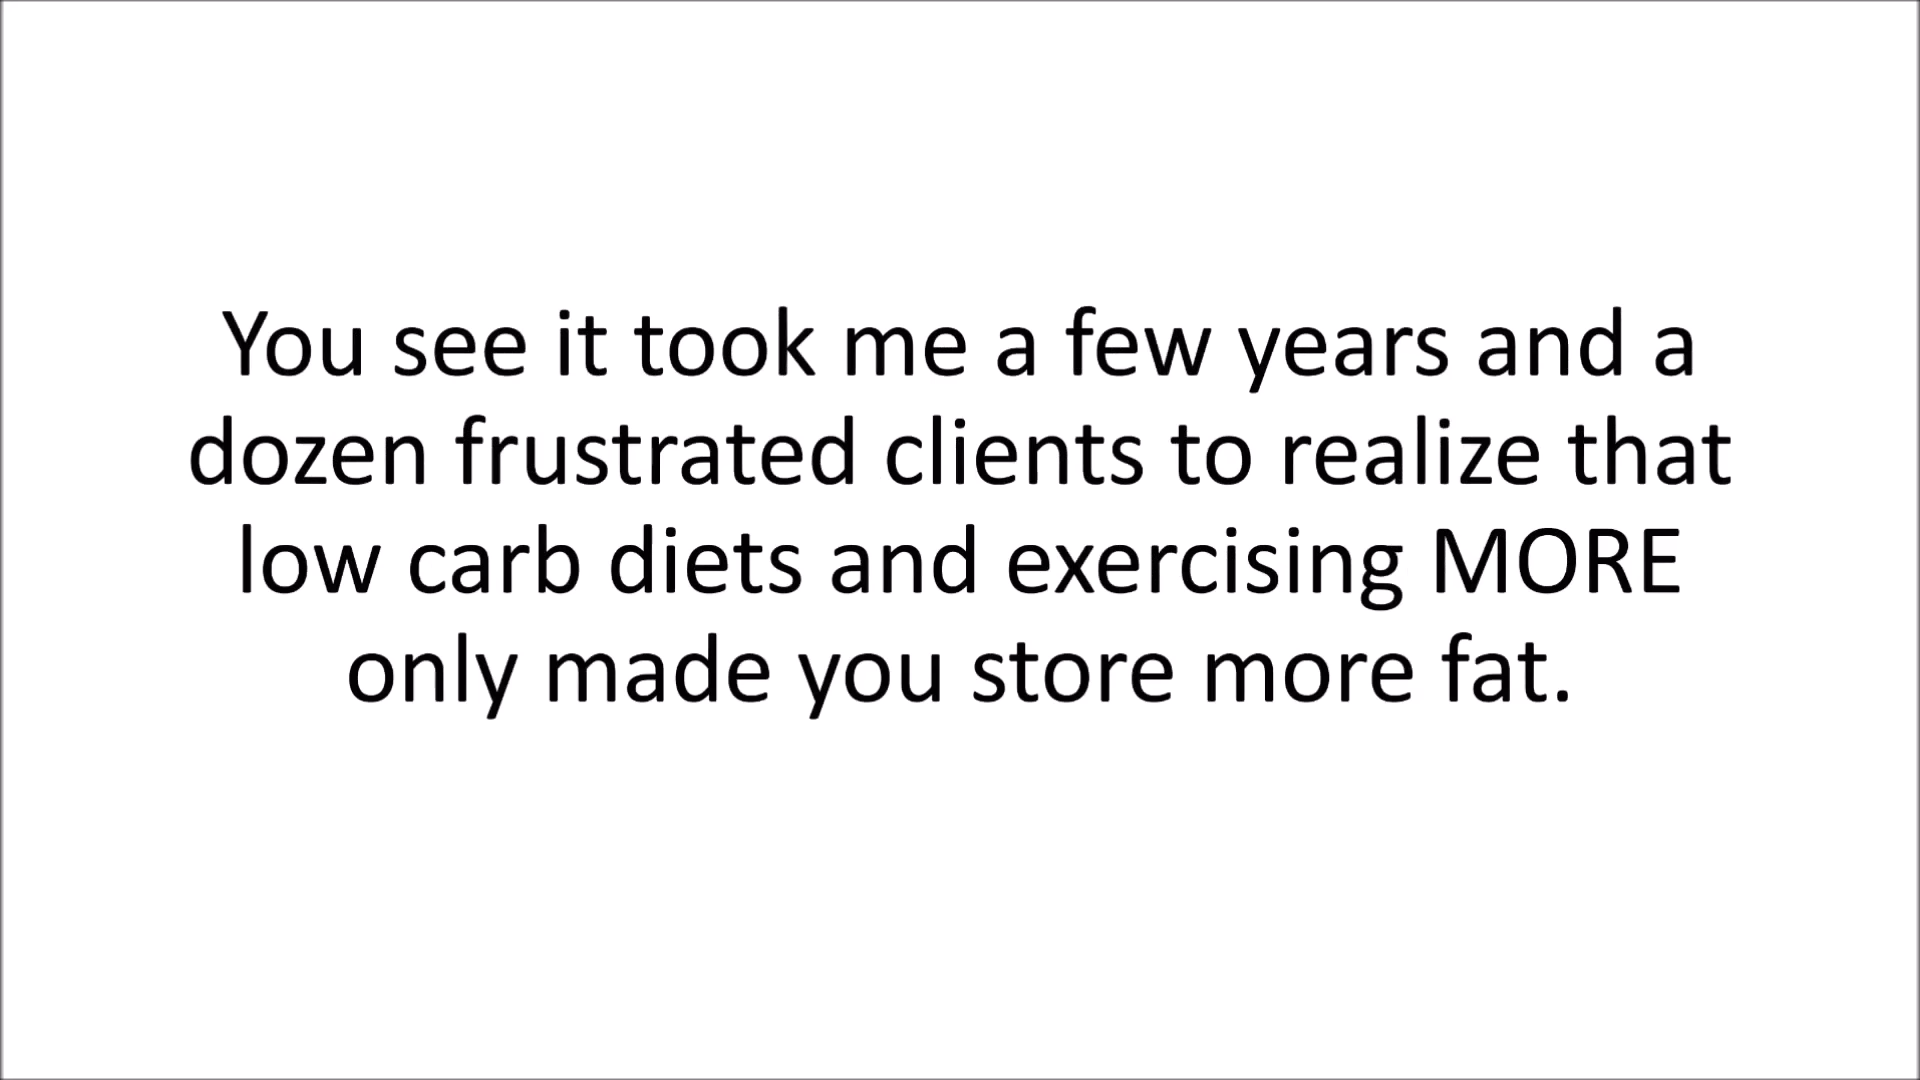 You see it took me a few years and a
dozen frustrated clients to realize that
low carb diets and exercising MORE
only made you store more fat.